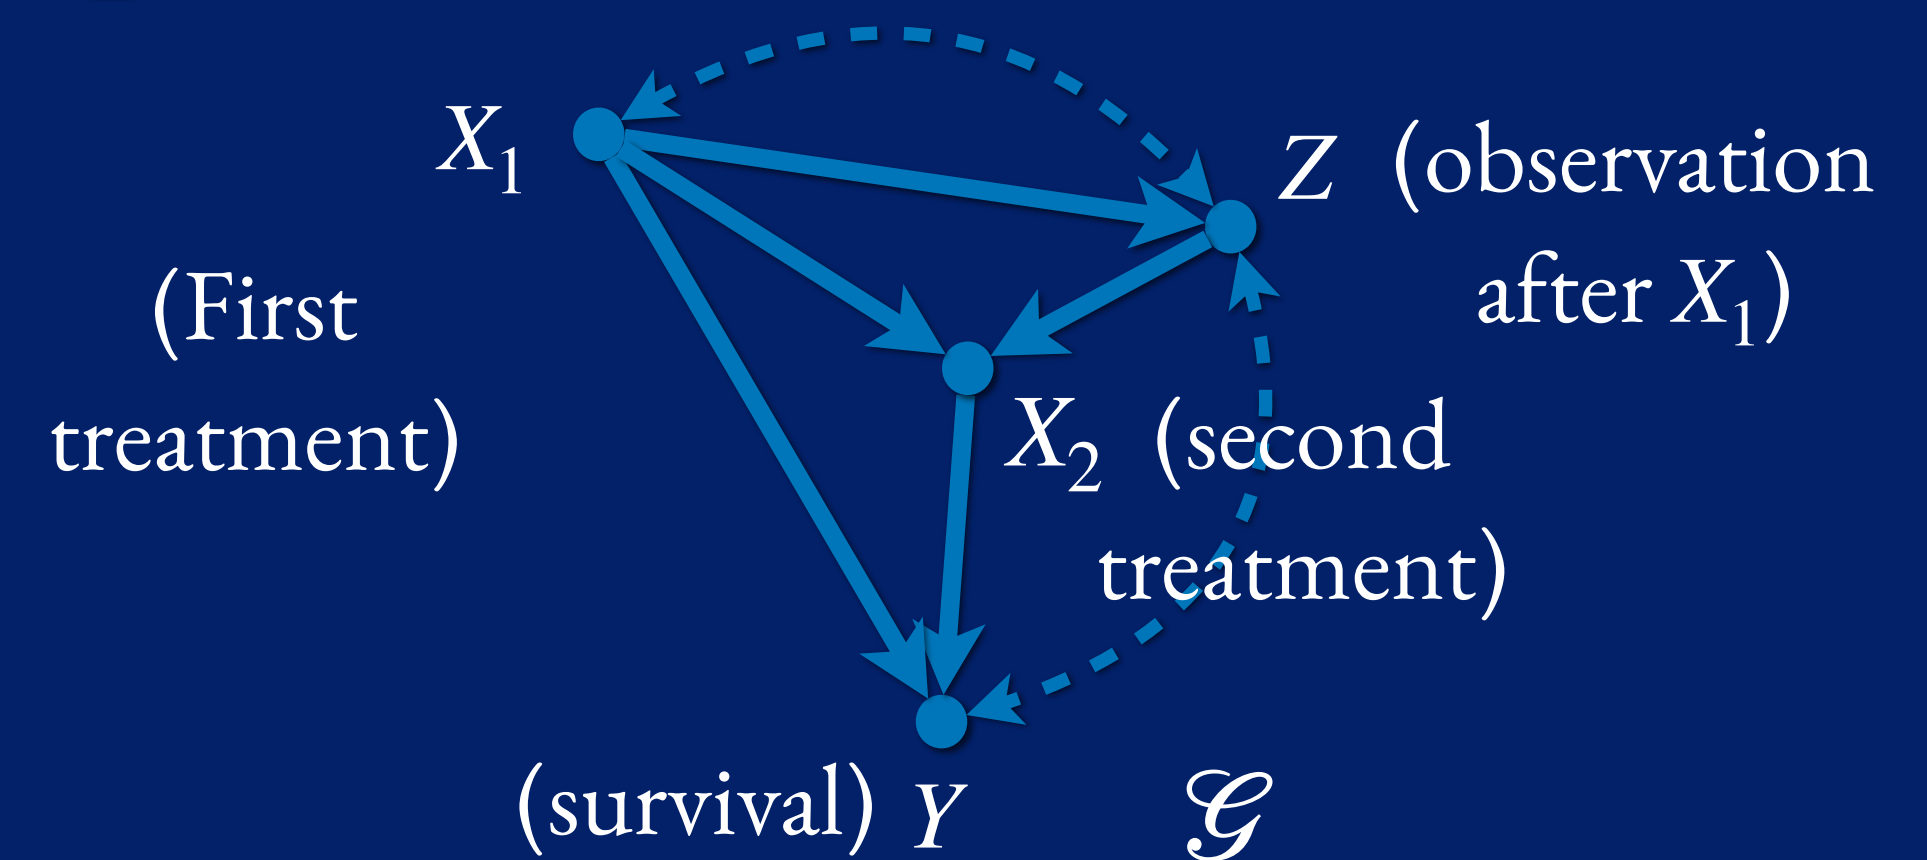 X₁
Z (observation
after X₁)
(First
treatment)
X₂ (second
treatment)
(survival) Y
𝒢